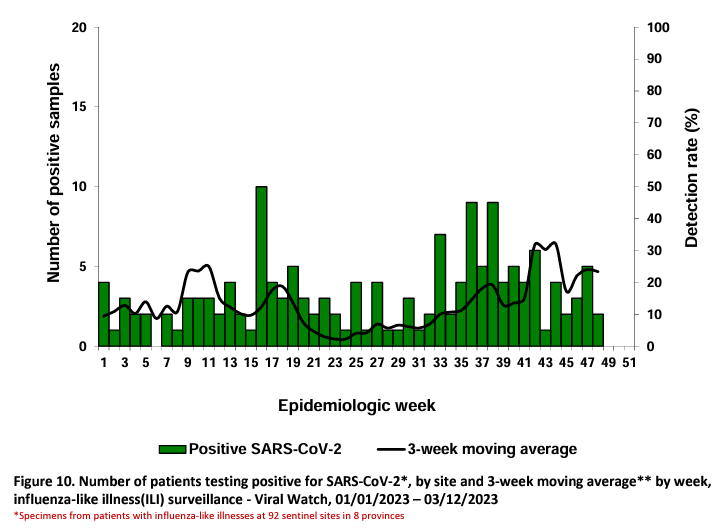 20
15
10
5
0
100
90
80
70
60
50
40
30
20
10
0
Number of positive samples
Detection rate (%)
1 3 5 7 9 11 13 15 17 19 21 23 25 27 29 31 33 35 37 39 41 43 45 47 49 51
Epidemiologic week
Positive SARS-CoV-2 3-week moving average
Figure 10. Number of patients testing positive for SARS-CoV-2*, by site and 3-week moving average** by week,
influenza-like illness(ILI) surveillance - Viral Watch, 01/01/2023 – 03/12/2023
*Specimens from patients with influenza-like illnesses at 92 sentinel sites in 8 provinces